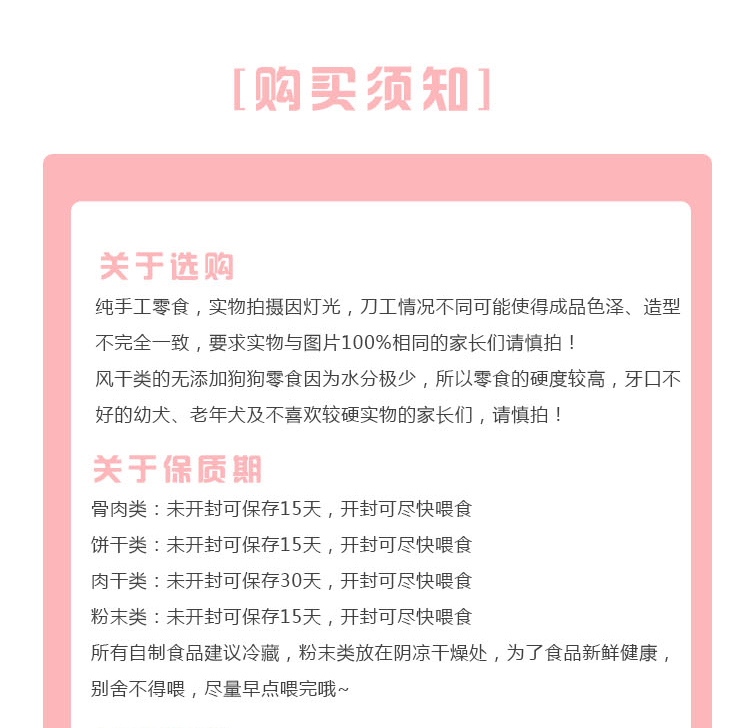 [购买须知]
关于选购
纯手工零食，实物拍摄因灯光，刀工情况不同可能使得成品色泽、造型
不完全一致，要求实物与图片100%相同的家长们请慎拍！
风干类的无添加狗狗零食因为水分极少，所以零食的硬度较高，牙口不
好的幼犬、老年犬及不喜欢较硬实物的家长们，请慎拍！
关于保质期
骨肉类：未开封可保存15天，开封可尽快喂食
饼干类：未开封可保存15天，开封可尽快喂食
肉干类：未开封可保存30天，开封可尽快喂食
粉末类：未开封可保存15天，开封可尽快喂食
所有自制食品建议冷藏，粉末类放在阴凉干燥处，为了食品新鲜健康，
别舍不得喂，尽量早点喂完哦~